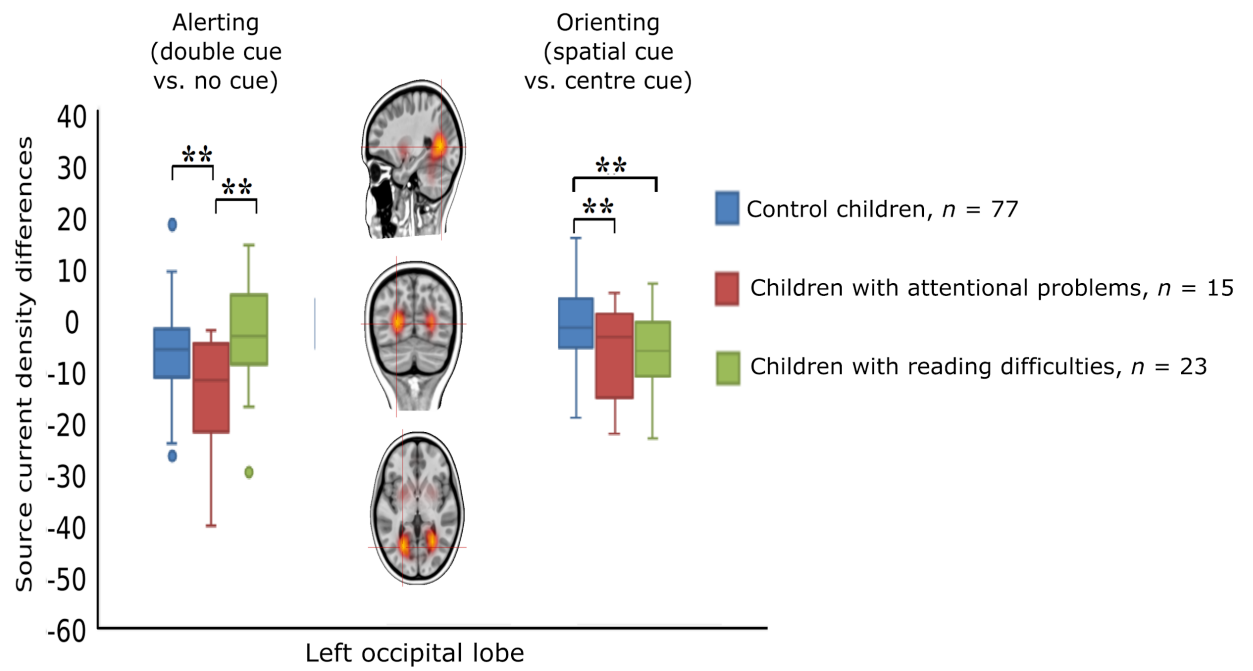 Alerting
(double cue
vs. no cue)
Orienting
(spatial cue
vs. centre cue)
Source current density differences
40
30
20
10
0
-10
-20
-30
-40
-50
-60
**
**
**
**
Control children, n = 77
Children with attentional problems, n = 15
Children with reading difficulties, n = 23
Left occipital lobe